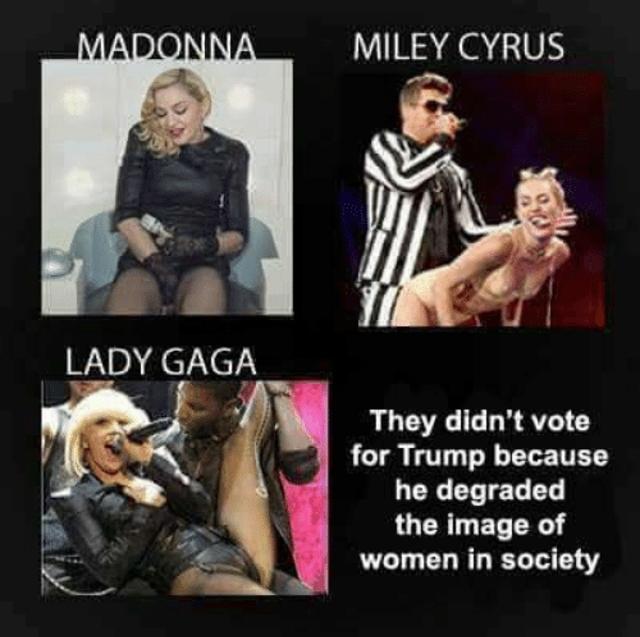 MADONNA
MILEY CYRUS
LADY GAGA
They didn't vote
for Trump because
he degraded
the image of
women in society